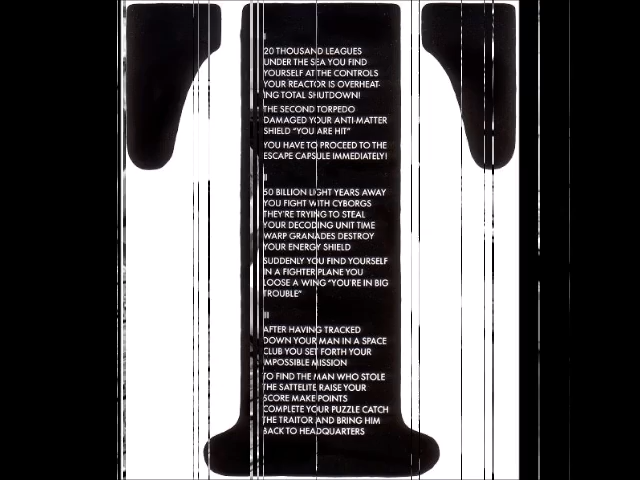 I
20 THOUSAND LEAGUES
UNDER THE SEA YOU FIND
YOURSELF AT THE CONTROLS
YOUR REACTOR IS OVERHEAT-
ING TOTAL SHUTDOWN!
THE SECOND TORPEDO
DAMAGED YOUR ANTI-MATTER
SHIELD "YOU ARE HIT"
YOU HAVE TO PROCEED TO THE
ESCAPE CAPSULE IMMEDIATELY!
II
50 BILLION LIGHT YEARS AWAY
YOU FIGHT WITH CYBORGS
THEY'RE TRYING TO STEAL
YOUR DECODING UNIT TIME
WARP GRANADES DESTROY
YOUR ENERGY SHIELD
SUDDENLY YOU FIND YOURSELF
IN A FIGHTER PLANE YOU
LOOSE A WING "YOU'RE IN BIG
TROUBLE"
III
AFTER HAVING TRACKED
DOWN YOUR MAN IN A SPACE
CLUB YOU SET FORTH YOUR
IMPOSSIBLE MISSION
TO FIND THE MAN WHO STOLE
THE SATTELITE RAISE YOUR
SCORE MAKE POINTS
COMPLETE YOUR PUZZLE CATCH
THE TRAITOR AND BRING HIM
BACK TO HEADQUARTERS